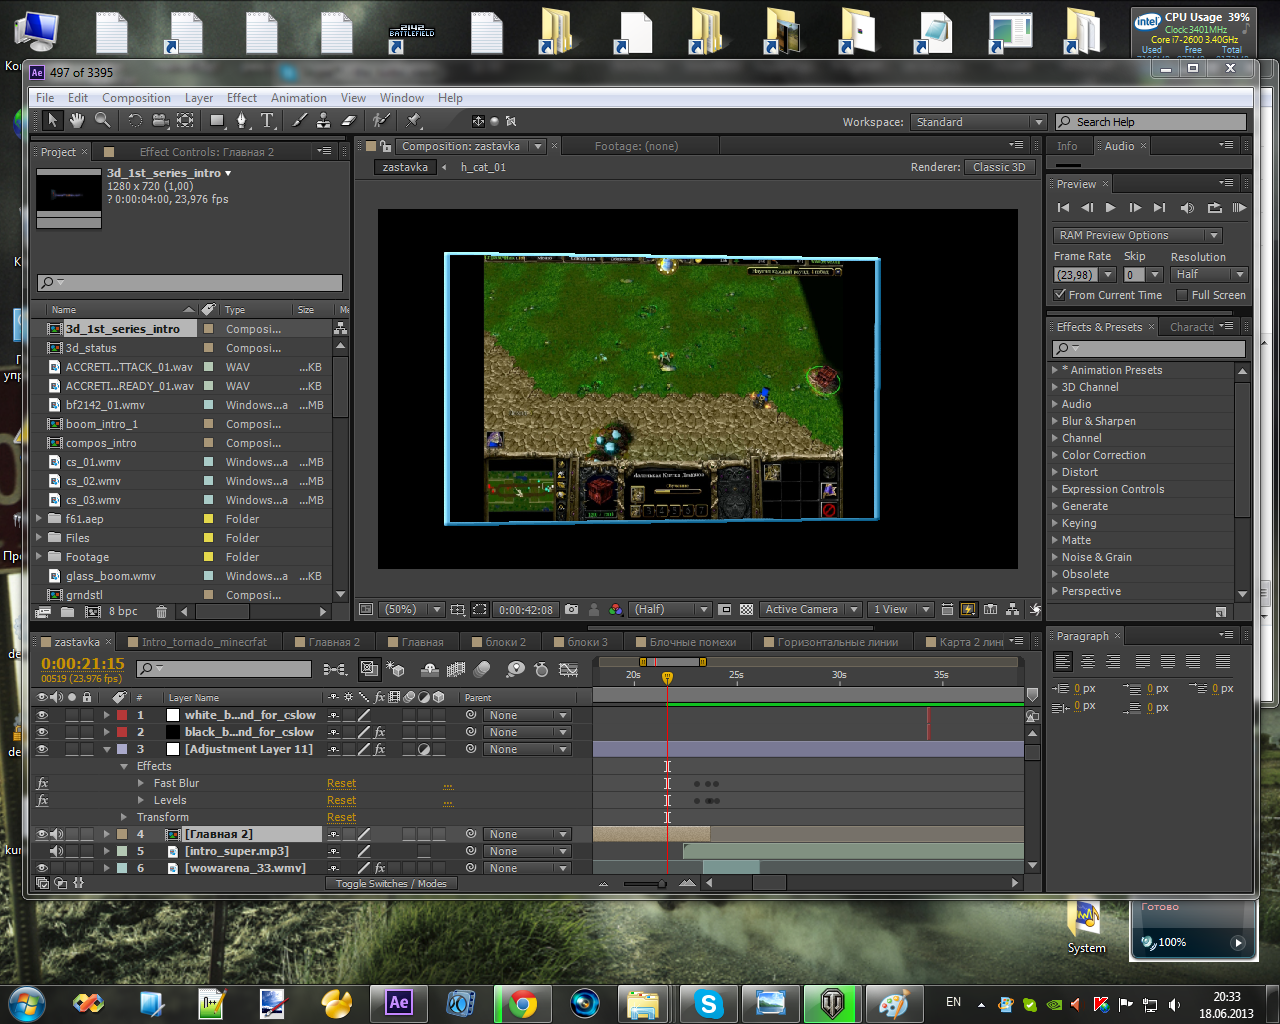 2142
BATTLEFIELD
CPU Usage 39%
Clock:3401MHz
Core i7-2600 3.40GHz
Used Free Total
497 of 3395
File Edit Composition Layer Effect Animation View Window Help
Workspace: Standard Search Help
Project × Effect Controls: Главная 2
Composition: zastavka Footage: (none)
Info Audio ×
3d_1st_series_intro
1280 x 720 (1,00)
? 0:00:04:00, 23,976 fps
zastavka h_cat_01 Renderer: Classic 3D
Preview ×
RAM Preview Options
Frame Rate Skip Resolution
(23,98) 0 Half
From Current Time Full Screen
Name Type Size
3d_1st_series_intro Composi...
3d_status Composi...
ACCRETI...TTACK_01.wav WAV ...KB
ACCRETI...READY_01.wav WAV ...KB
bf2142_01.wmv Windows...a ...MB
boom_intro_1 Composi...
compos_intro Composi...
cs_01.wmv Windows...a ...MB
cs_02.wmv Windows...a ...MB
cs_03.wmv Windows...a ...MB
f61.aep Folder
Files Folder
Footage Folder
glass_boom.wmv Windows...a ...KB
grndstl Composi...
8 bpc
Effects & Presets × Characte
* Animation Presets
3D Channel
Audio
Blur & Sharpen
Channel
Color Correction
Distort
Expression Controls
Generate
Keying
Matte
Noise & Grain
Obsolete
Perspective
(50%) 0:00:42:08 (Half) Active Camera 1 View
zastavka × Intro_tornado_minecrfat Главная 2 Главная блоки 2 блоки 3 Блочные помехи Горизонтальные линии Карта 2 лин
0:00:21:15
00519 (23.976 fps)
20s 25s 30s 35s
# Layer Name Parent
1 white_b...nd_for_cslow None
2 black_b...nd_for_cslow None
3 [Adjustment Layer 11] None
Effects
Fast Blur Reset ...
Levels Reset ...
Transform Reset
4 [Главная 2] None
5 [intro_super.mp3] None
6 [wowarena_33.wmv] None
Toggle Switches / Modes
Paragraph ×
0 px 0 px 0 px
0 px 0 px
System
Готово
100%
EN
20:33
18.06.2013